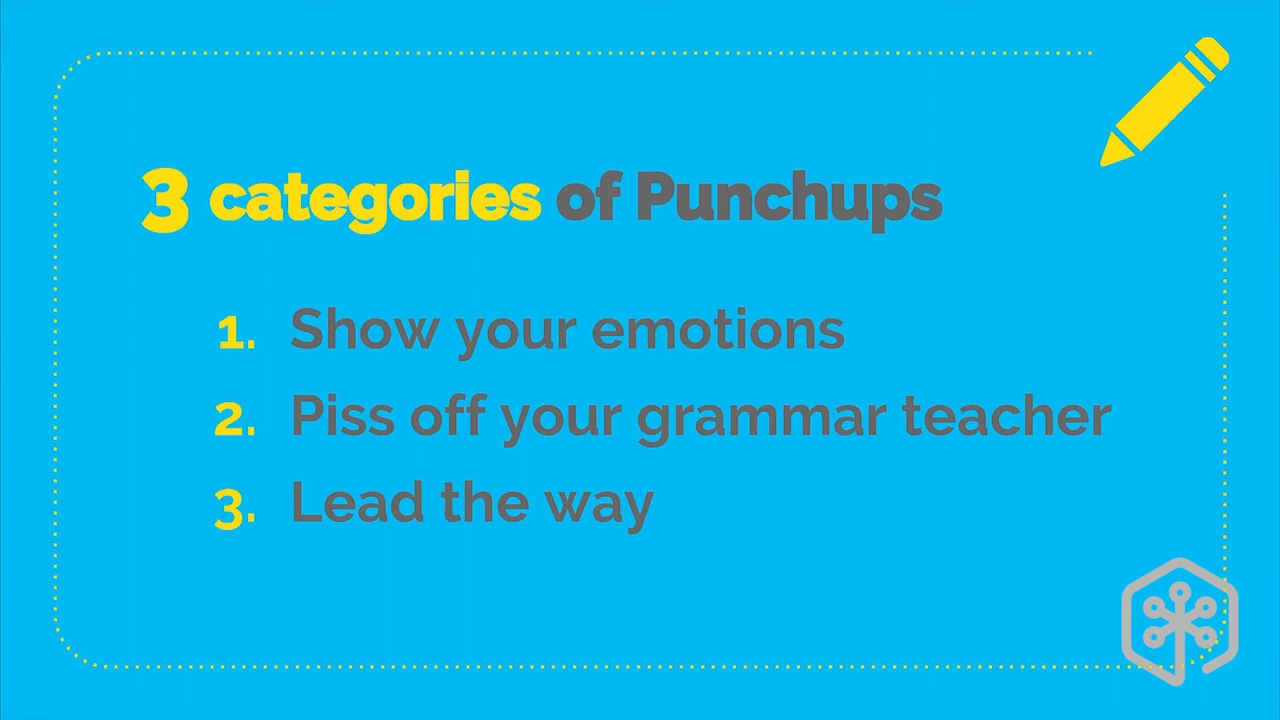 3 categories of Punchups
1. Show your emotions
2. Piss off your grammar teacher
3. Lead the way